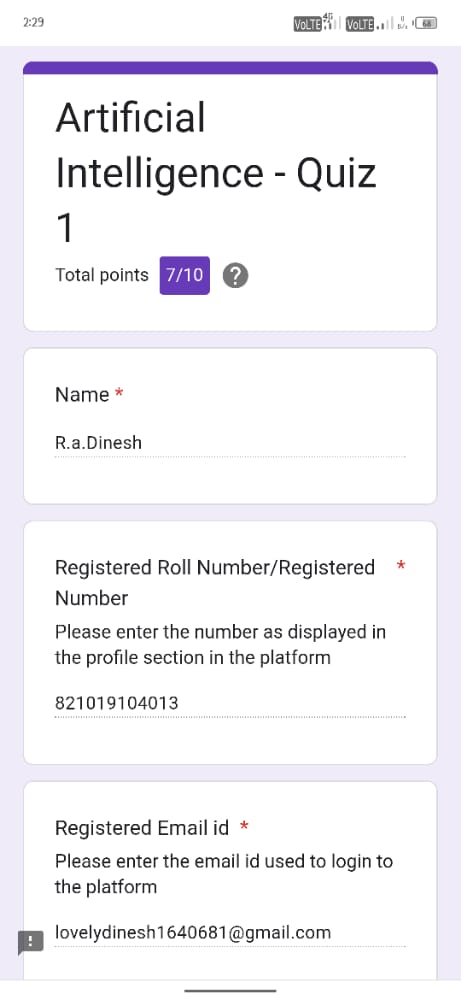 2:29
VoLTE 4G VoLTE B/s 68
Artificial
Intelligence - Quiz
1
Total points 7/10 ?
Name *
R.a.Dinesh
Registered Roll Number/Registered *
Number
Please enter the number as displayed in
the profile section in the platform
821019104013
Registered Email id *
Please enter the email id used to login to
the platform
! lovelydinesh1640681@gmail.com